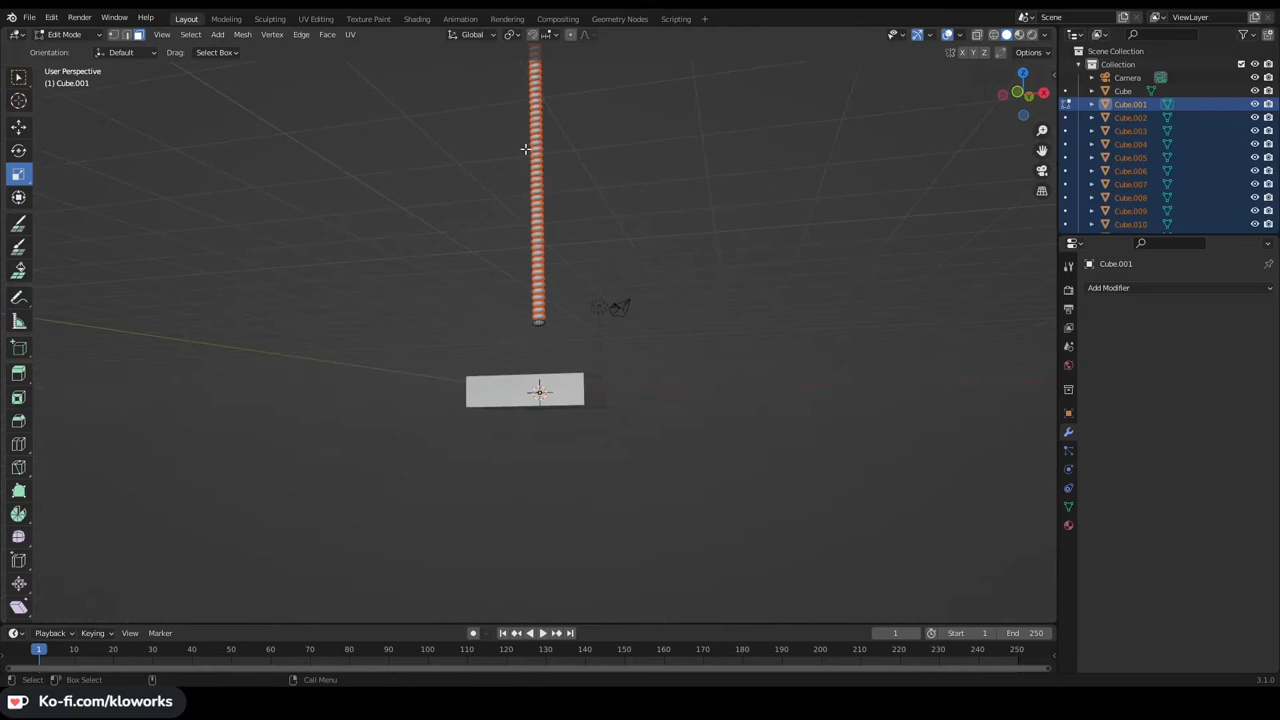 File Edit Render Window Help Layout Modeling Sculpting UV Editing Texture Paint Shading Animation Rendering Compositing Geometry Nodes Scripting + Scene ViewLayer
Edit Mode View Select Add Mesh Vertex Edge Face UV Global
Orientation: Default Drag: Select Box X Y Z Options
User Perspective
(1) Cube.001
Z
X
Y
Scene Collection
Collection
Camera
Cube
Cube.001
Cube.002
Cube.003
Cube.004
Cube.005
Cube.006
Cube.007
Cube.008
Cube.009
Cube.010
Cube.001
Add Modifier
Playback Keying View Marker 1 Start 1 End 250
1 10 20 30 40 50 60 70 80 90 100 110 120 130 140 150 160 170 180 190 200 210 220 230 240 250
Select Box Select Call Menu 3.1.0
Ko-fi.com/kloworks